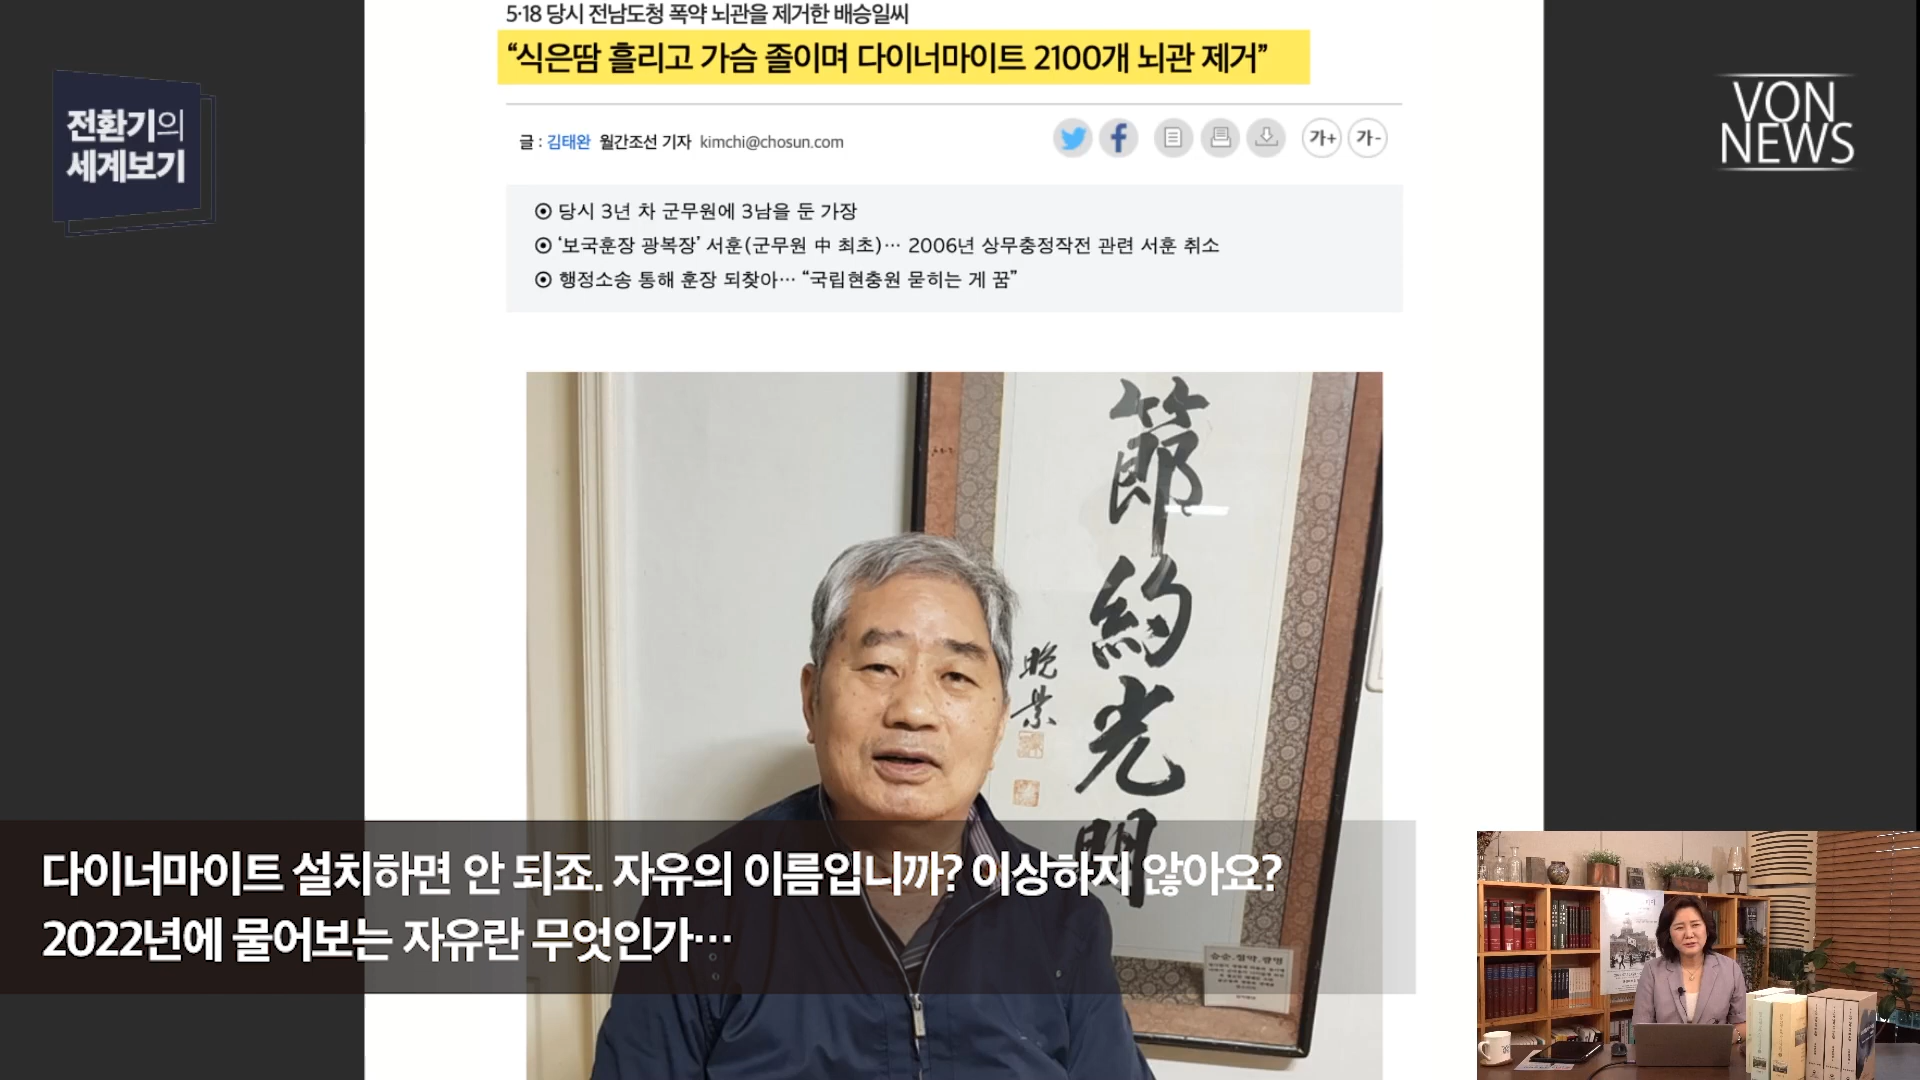 5·18 당시 전남도청 폭약 뇌관을 제거한 배승일씨
“식은땀 흘리고 가슴 졸이며 다이너마이트 2100개 뇌관 제거”
전환기의
세계보기
VON
NEWS
글 : 김태완 월간조선 기자 kimchi@chosun.com
가+ 가-
⊙ 당시 3년 차 군무원에 3남을 둔 가장
⊙ ‘보국훈장 광복장’ 서훈(군무원 中 최초)… 2006년 상무충정작전 관련 서훈 취소
⊙ 행정소송 통해 훈장 되찾아… “국립현충원 묻히는 게 꿈”
節約光明
다이너마이트 설치하면 안 되죠. 자유의 이름입니까? 이상하지 않아요?
2022년에 물어보는 자유란 무엇인가…